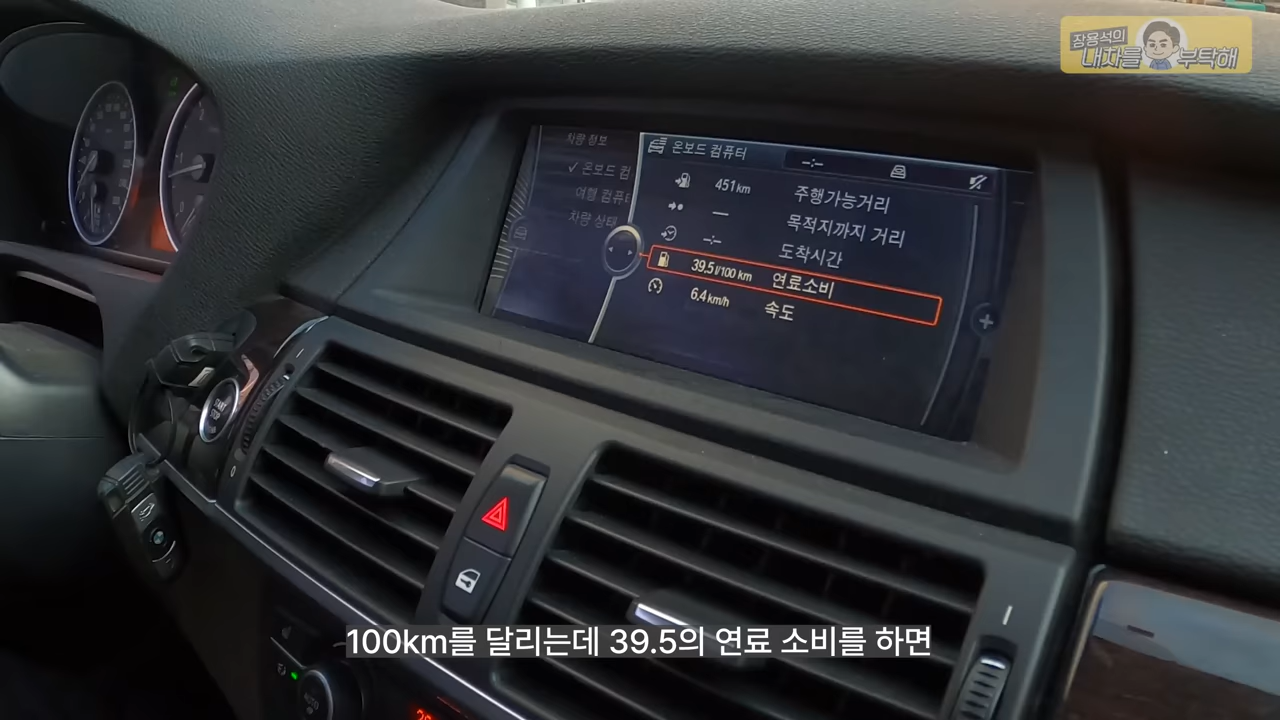 장용석의
내차를 부탁해
차량 정보
온보드 컴퓨터
--:--
✓ 온보드 컴
451 km 주행가능거리
여행 컴퓨터
— 목적지까지 거리
차량 상태
--:-- 도착시간
39.5 l/100 km 연료소비
6.4 km/h 속도
START
STOP
100km를 달리는데 39.5의 연료 소비를 하면